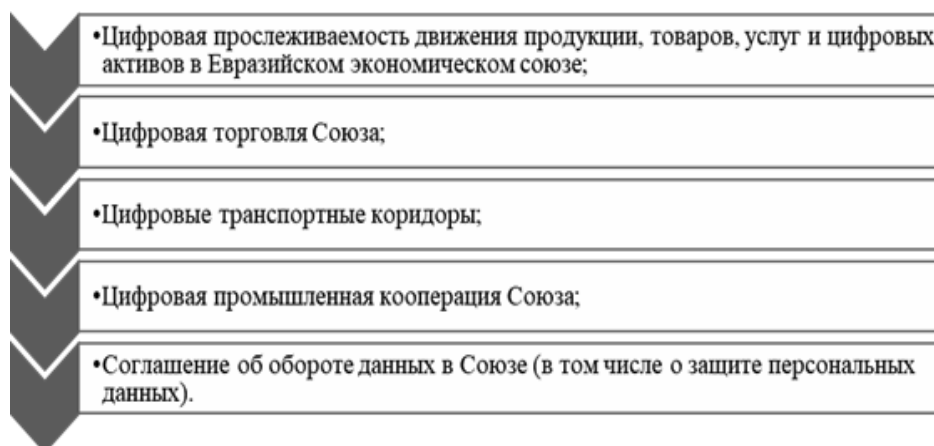 •Цифровая прослеживаемость движения продукции, товаров, услуг и цифровых
активов в Евразийском экономическом союзе;
•Цифровая торговля Союза;
•Цифровые транспортные коридоры;
•Цифровая промышленная кооперация Союза;
•Соглашение об обороте данных в Союзе (в том числе о защите персональных
данных).